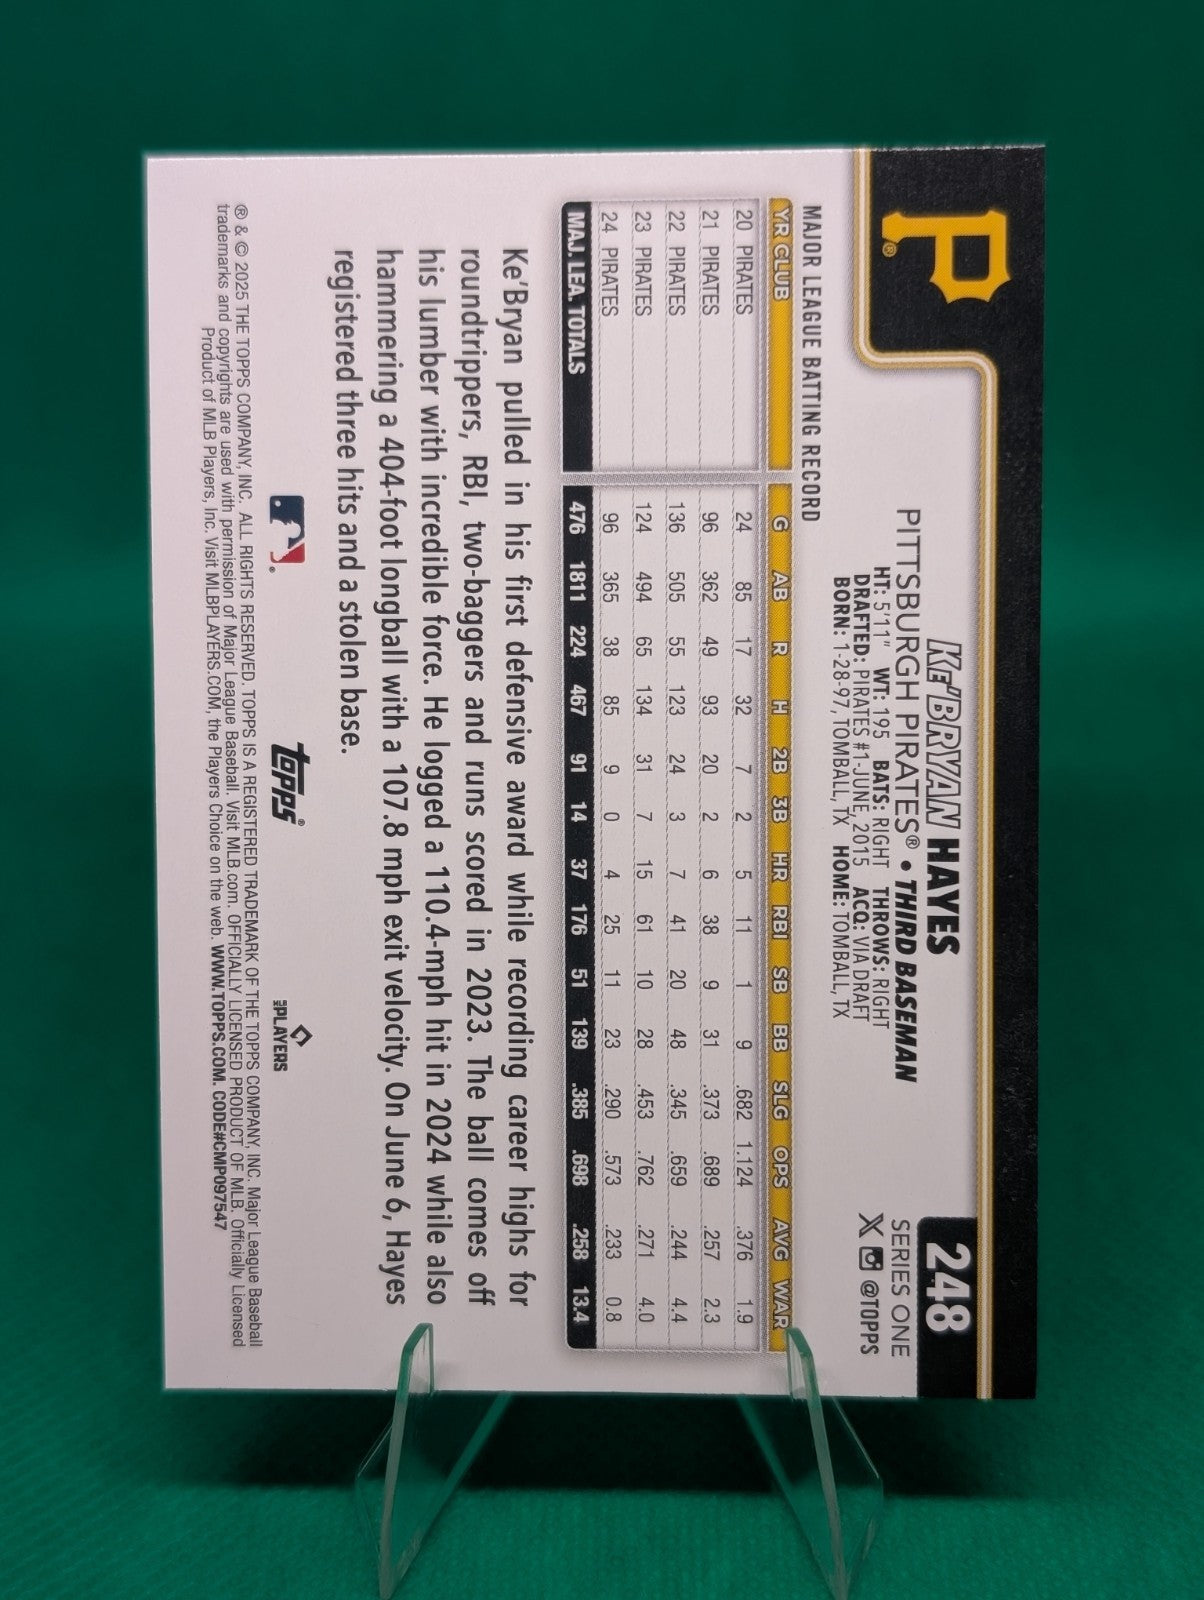 P®
248
SERIES ONE
X @TOPPS
KE'BRYAN HAYES
PITTSBURGH PIRATES® • THIRD BASEMAN
HT: 5'11" WT: 195 BATS: RIGHT THROWS: RIGHT
DRAFTED: PIRATES #1-JUNE, 2015 ACQ: VIA DRAFT
BORN: 1-28-97, TOMBALL, TX HOME: TOMBALL, TX
MAJOR LEAGUE BATTING RECORD
YR CLUB G AB R H 2B 3B HR RBI SB BB SLG OPS AVG WAR
20 PIRATES 24 85 17 32 7 2 5 11 1 9 .682 1.124 .376 1.9
21 PIRATES 96 362 49 93 20 2 6 38 9 31 .373 .689 .257 2.3
22 PIRATES 136 505 55 123 24 3 7 41 20 48 .345 .659 .244 4.4
23 PIRATES 124 494 65 134 31 7 15 61 10 28 .453 .762 .271 4.0
24 PIRATES 96 365 38 85 9 0 4 25 11 23 .290 .573 .233 0.8
MAJ. LEA. TOTALS 476 1811 224 467 91 14 37 176 51 139 .385 .698 .258 13.4
Ke'Bryan pulled in his first defensive award while recording career highs for
roundtrippers, RBI, two-baggers and runs scored in 2023. The ball comes off
his lumber with incredible force. He logged a 110.4-mph hit in 2024 while also
hammering a 404-foot longball with a 107.8 mph exit velocity. On June 6, Hayes
registered three hits and a stolen base.
topps®
MLB PLAYERS
® & © 2025 THE TOPPS COMPANY, INC. ALL RIGHTS RESERVED. TOPPS IS A REGISTERED TRADEMARK OF THE TOPPS COMPANY, INC. Major League Baseball
trademarks and copyrights are used with permission of Major League Baseball. Visit MLB.com. OFFICIALLY LICENSED PRODUCT OF MLB. Officially Licensed
Product of MLB Players, Inc. Visit MLBPLAYERS.COM, the Players Choice on the web. WWW.TOPPS.COM. CODE#CMP097547